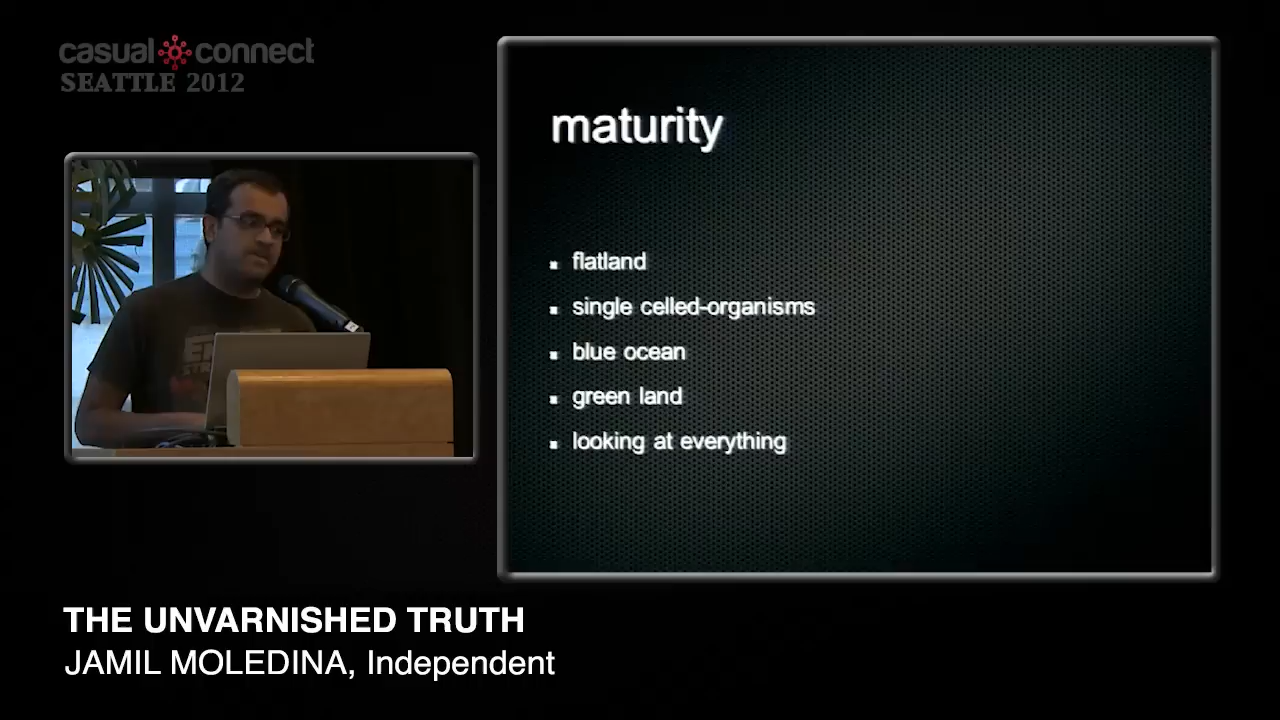 casual connect
SEATTLE 2012
maturity
flatland
single celled-organisms
blue ocean
green land
looking at everything
THE UNVARNISHED TRUTH
JAMIL MOLEDINA, Independent